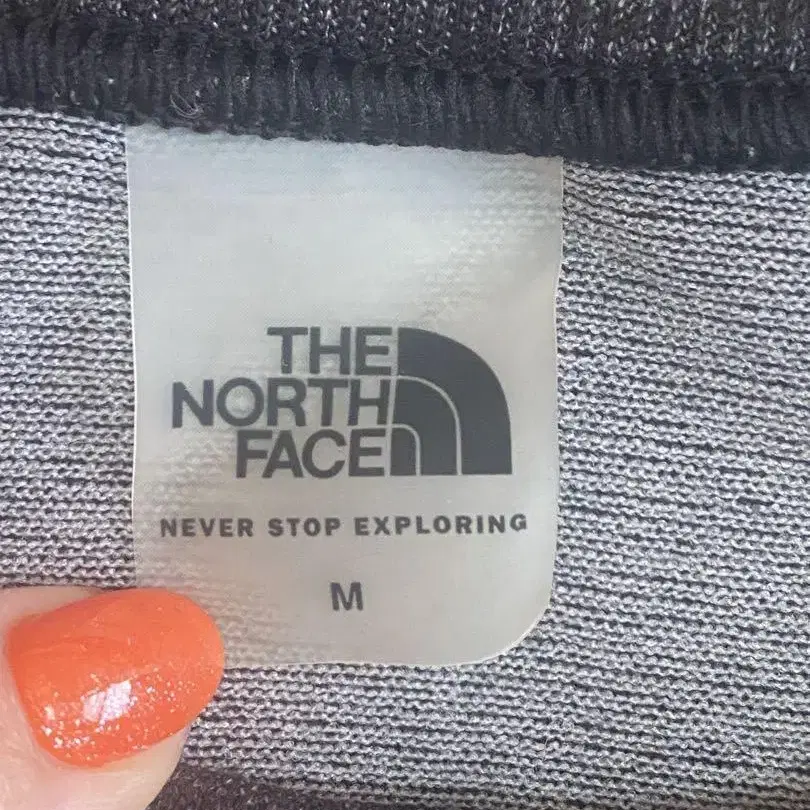 THE
NORTH
FACE
NEVER STOP EXPLORING
M